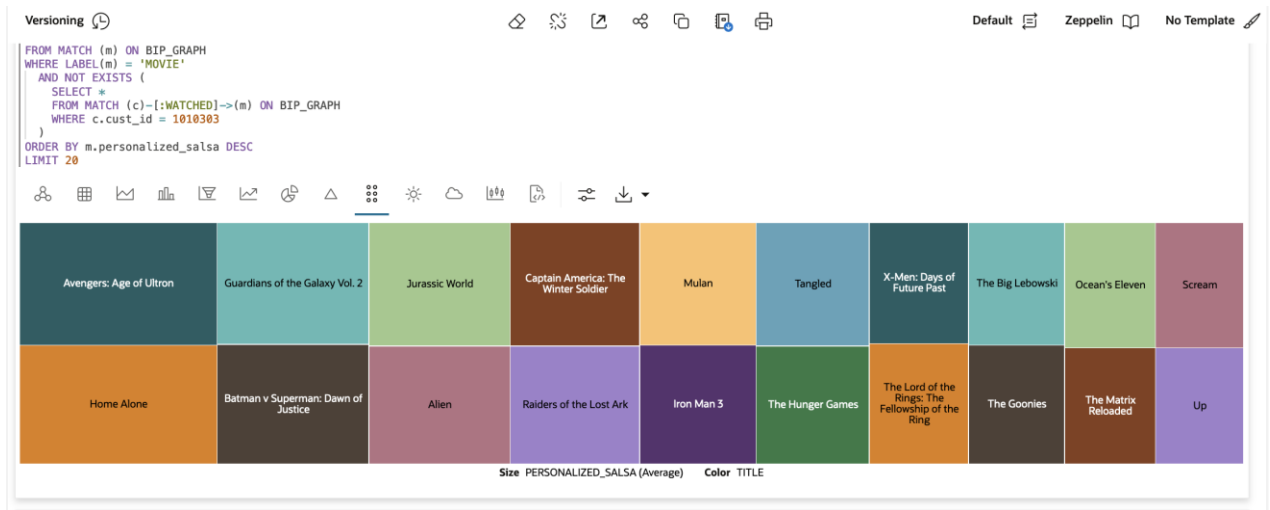 Versioning
Default
Zeppelin
No Template
FROM MATCH (m) ON BIP_GRAPH
WHERE LABEL(m) = 'MOVIE'
AND NOT EXISTS (
SELECT *
FROM MATCH (c)-[:WATCHED]->(m) ON BIP_GRAPH
WHERE c.cust_id = 1010303
)
ORDER BY m.personalized_salsa DESC
LIMIT 20
Avengers: Age of Ultron
Guardians of the Galaxy Vol. 2
Jurassic World
Captain America: The
Winter Soldier
Mulan
Tangled
X-Men: Days of
Future Past
The Big Lebowski
Ocean's Eleven
Scream
Home Alone
Batman v Superman: Dawn of
Justice
Alien
Raiders of the Lost Ark
Iron Man 3
The Hunger Games
The Lord of the
Rings: The
Fellowship of the
Ring
The Goonies
The Matrix
Reloaded
Up
Size PERSONALIZED_SALSA (Average) Color TITLE